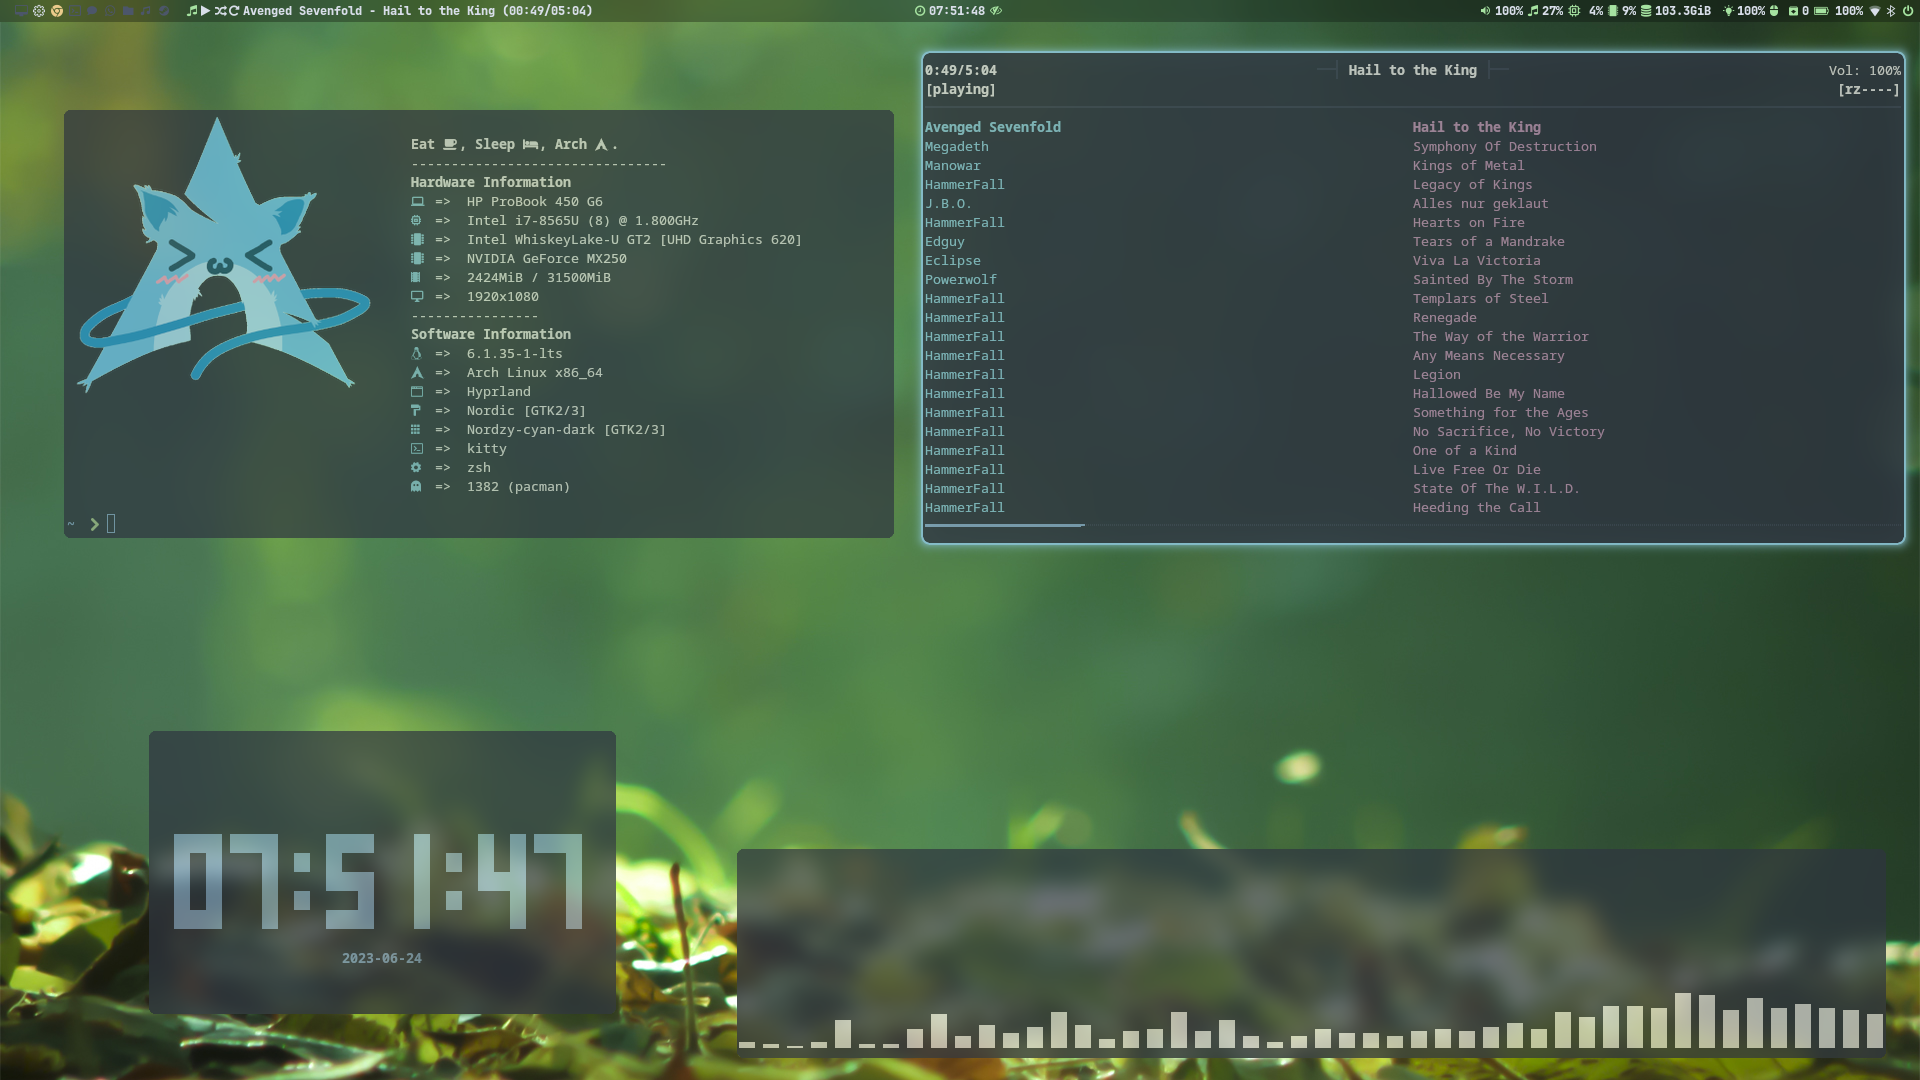 Avenged Sevenfold - Hail to the King (00:49/05:04)
07:51:48
100% 27% 4% 9% 103.3GiB 100% 0 100%
Eat , Sleep , Arch .
--------------------------------
Hardware Information
=> HP ProBook 450 G6
=> Intel i7-8565U (8) @ 1.800GHz
=> Intel WhiskeyLake-U GT2 [UHD Graphics 620]
=> NVIDIA GeForce MX250
=> 2424MiB / 31500MiB
=> 1920x1080
----------------
Software Information
=> 6.1.35-1-lts
=> Arch Linux x86_64
=> Hyprland
=> Nordic [GTK2/3]
=> Nordzy-cyan-dark [GTK2/3]
=> kitty
=> zsh
=> 1382 (pacman)
~ ❯
0:49/5:04 Hail to the King Vol: 100%
[playing] [rz----]
Avenged Sevenfold Hail to the King
Megadeth Symphony Of Destruction
Manowar Kings of Metal
HammerFall Legacy of Kings
J.B.O. Alles nur geklaut
HammerFall Hearts on Fire
Edguy Tears of a Mandrake
Eclipse Viva La Victoria
Powerwolf Sainted By The Storm
HammerFall Templars of Steel
HammerFall Renegade
HammerFall The Way of the Warrior
HammerFall Any Means Necessary
HammerFall Legion
HammerFall Hallowed Be My Name
HammerFall Something for the Ages
HammerFall No Sacrifice, No Victory
HammerFall One of a Kind
HammerFall Live Free Or Die
HammerFall State Of The W.I.L.D.
HammerFall Heeding the Call
07:51:47
2023-06-24